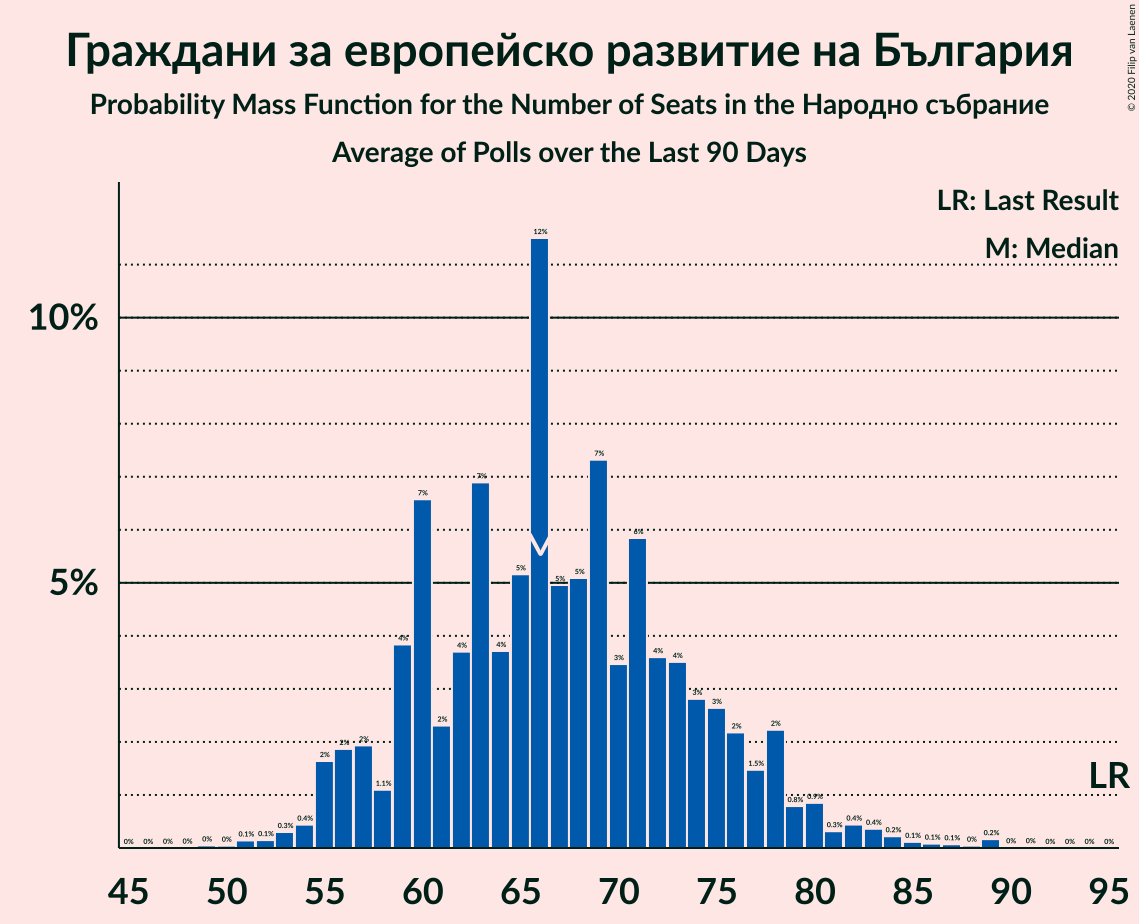 Граждани за европейско развитие на България
Probability Mass Function for the Number of Seats in the Народно събрание
Average of Polls over the Last 90 Days
© 2020 Filip van Laenen
LR: Last Result
M: Median
10%
5%
0% 0% 0% 0% 0% 0% 0.1% 0.1% 0.3% 0.4% 2% 2% 2% 1.1% 4% 7% 2% 4% 7% 4% 5% 12% 5% 5% 7% 3% 6% 4% 4% 3% 3% 2% 1.5% 2% 0.8% 0.9% 0.3% 0.4% 0.4% 0.2% 0.1% 0.1% 0.1% 0% 0.2% 0% 0% 0% 0% 0% 0%
LR
45 50 55 60 65 70 75 80 85 90 95